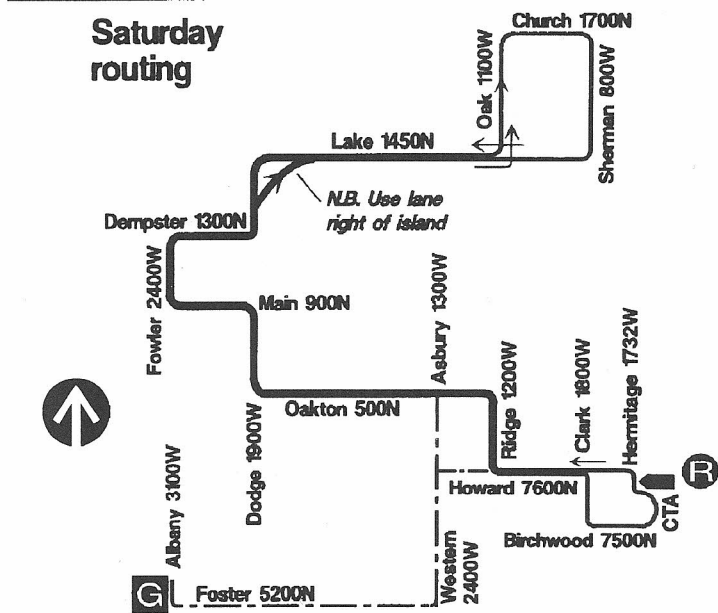 Saturday
routing
Church 1700N
Oak 1100W
Sherman 800W
Lake 1450N
N.B. Use lane
right of island
Dempster 1300N
Fowler 2400W
Main 900N
Asbury 1300W
Ridge 1200W
Clark 1800W
Hermitage 1732W
Oakton 500N
Dodge 1900W
Albany 3100W
Howard 7600N
R
CTA
Birchwood 7500N
Western
2400W
G
Foster 5200N